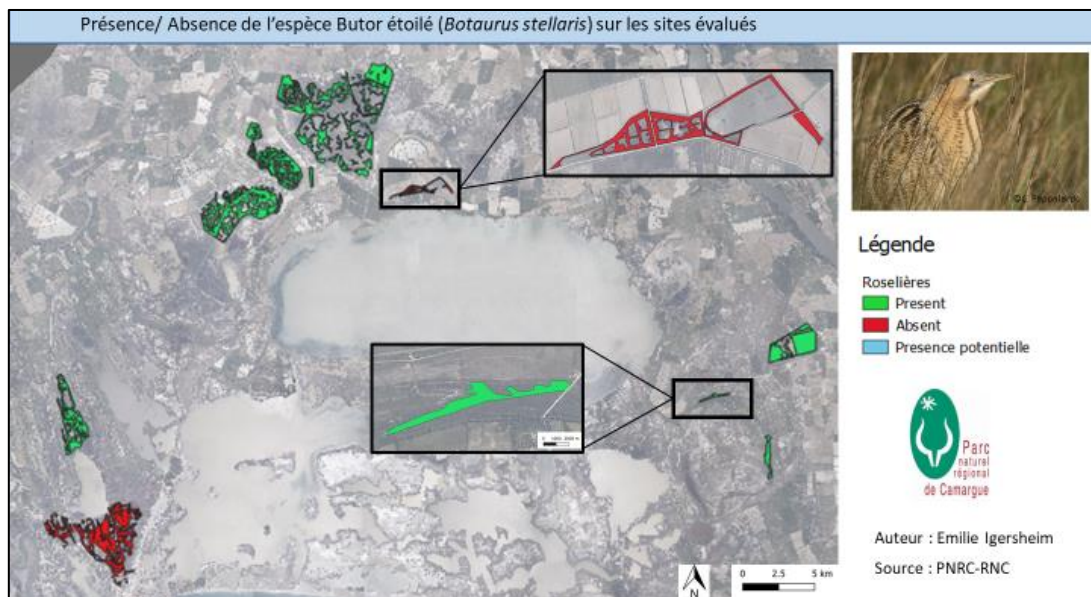 Présence/ Absence de l'espèce Butor étoilé (Botaurus stellaris) sur les sites évalués
Légende
Roselières
Present
Absent
Presence potentielle
Parc
naturel
régional
de Camargue
Auteur : Emilie Igersheim
Source : PNRC-RNC
N
0 2.5 5 km